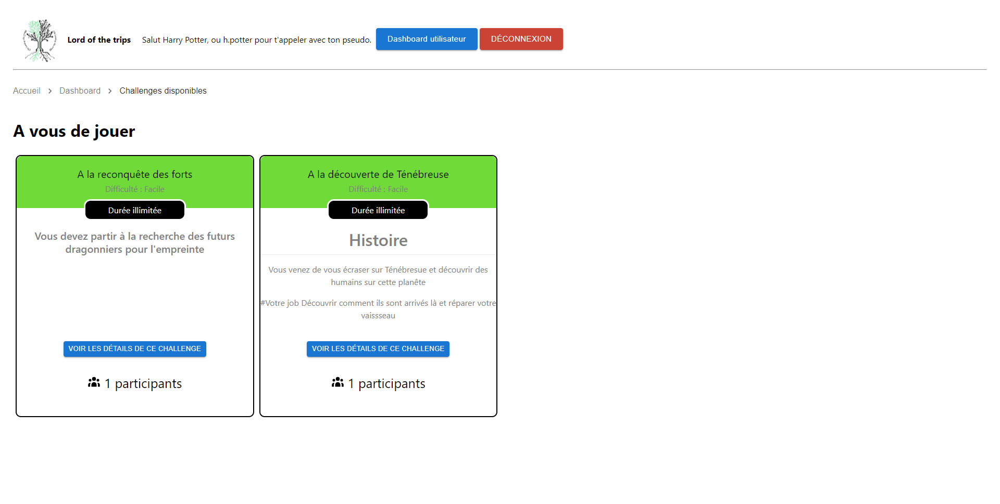 Lord of the trips
Salut Harry Potter, ou h.potter pour t'appeler avec ton pseudo.
Dashboard utilisateur
DÉCONNEXION
Accueil > Dashboard > Challenges disponibles
A vous de jouer
A la reconquête des forts
Difficulté : Facile
Durée illimitée
Vous devez partir à la recherche des futurs
dragonniers pour l'empreinte
VOIR LES DÉTAILS DE CE CHALLENGE
1 participants
A la découverte de Ténébreuse
Difficulté : Facile
Durée illimitée
Histoire
Vous venez de vous écraser sur Ténébresue et découvrir des
humains sur cette planête
#Votre job Découvrir comment ils sont arrivés là et réparer votre
vaissseau
VOIR LES DÉTAILS DE CE CHALLENGE
1 participants